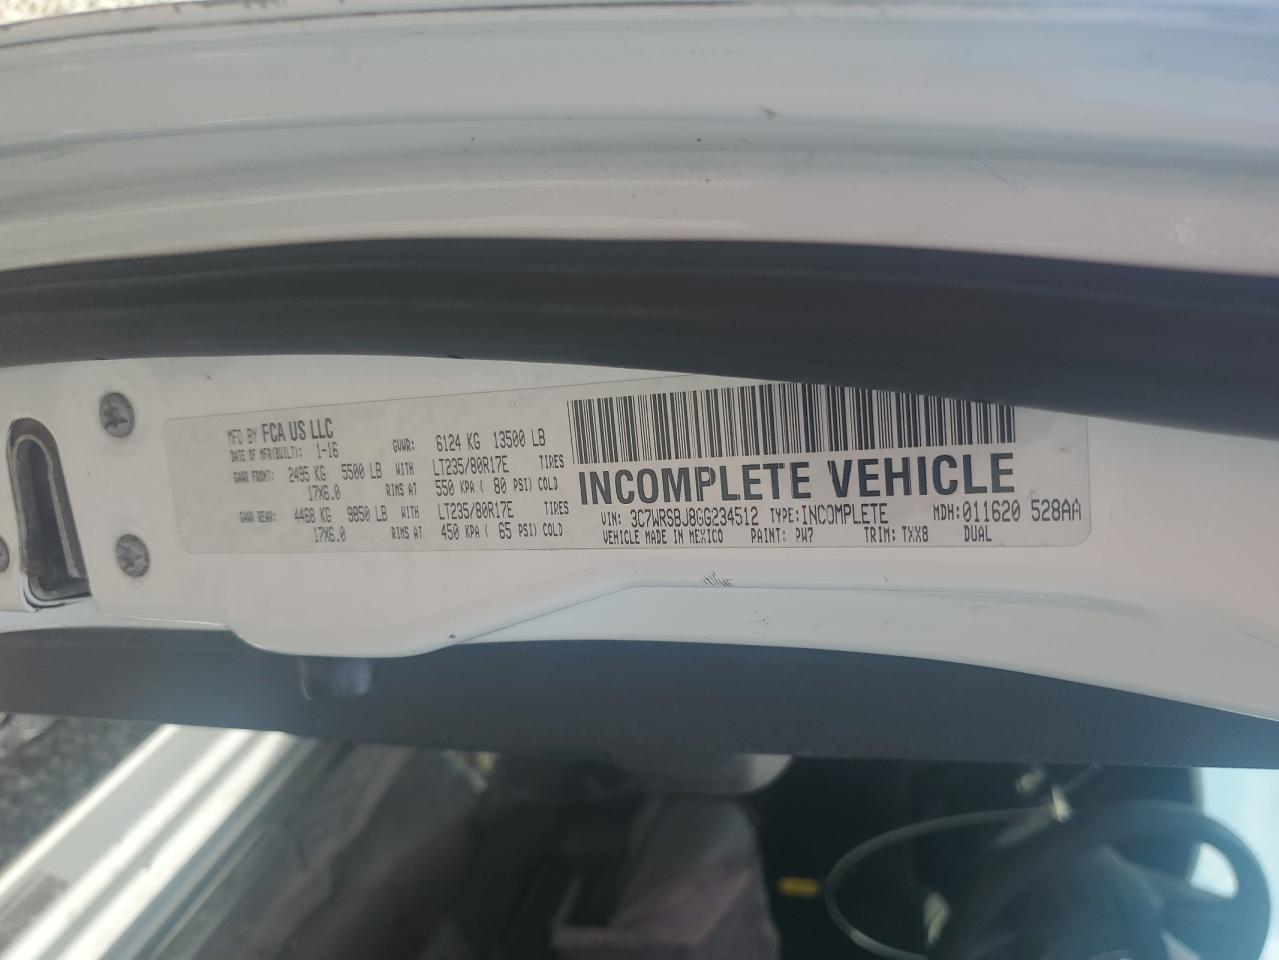 MFD BY FCA US LLC
DATE OF MFR(BUILT): 1-16 GVWR: 6124 KG 13500 LB
GAWR FRONT: 2495 KG 5500 LB WITH LT235/80R17E TIRES
17X6.0 RIMS AT 550 KPA ( 80 PSI) COLD
GAWR REAR: 4468 KG 9850 LB WITH LT235/80R17E TIRES
17X6.0 RIMS AT 450 KPA ( 65 PSI) COLD
INCOMPLETE VEHICLE
VIN: 3C7WRSBJ8GG234512 TYPE:INCOMPLETE MDH:011620 528AA
VEHICLE MADE IN MEXICO PAINT: PW7 TRIM: TXX8 DUAL